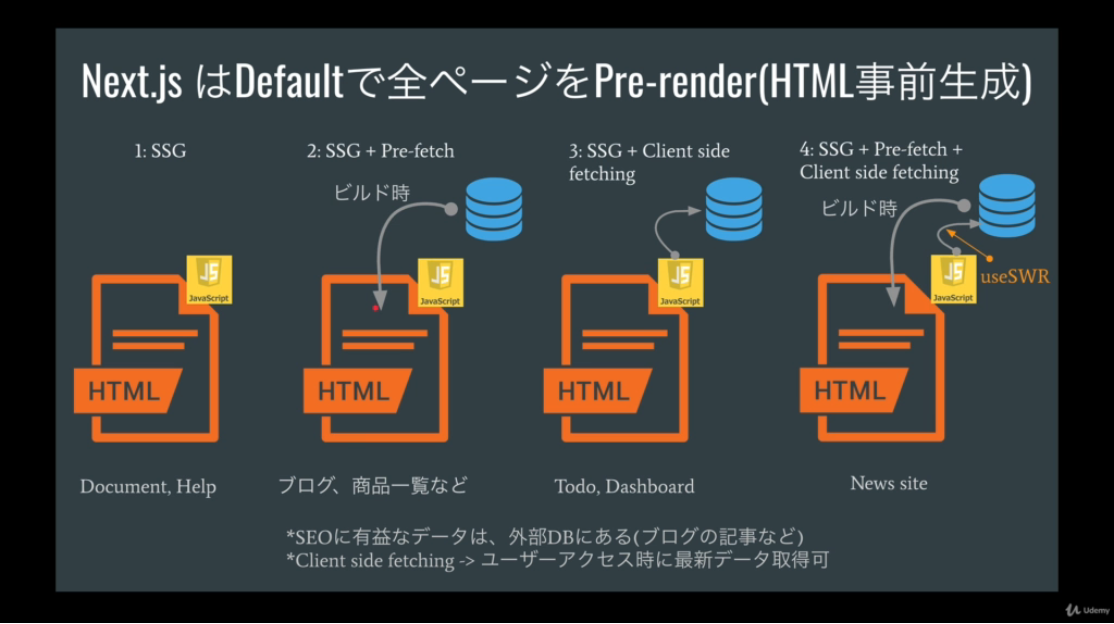 Next.js はDefaultで全ページをPre-render(HTML事前生成)
1: SSG
2: SSG + Pre-fetch
3: SSG + Client side
fetching
4: SSG + Pre-fetch +
Client side fetching
ビルド時
ビルド時
useSWR
JS
JavaScript
JS
JavaScript
JS
JavaScript
JS
JavaScript
HTML
HTML
HTML
HTML
Document, Help
ブログ、商品一覧など
Todo, Dashboard
News site
*SEOに有益なデータは、外部DBにある(ブログの記事など)
*Client side fetching -> ユーザーアクセス時に最新データ取得可
Udemy